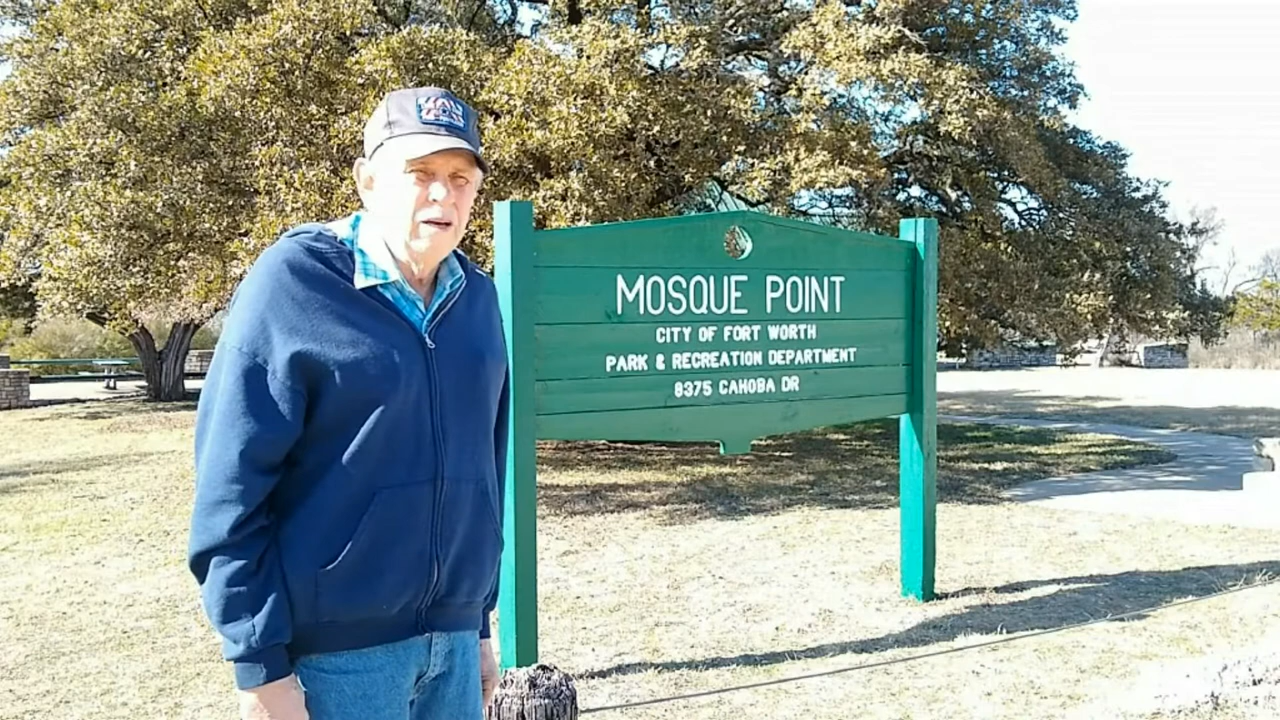 MOSQUE POINT
CITY OF FORT WORTH
PARK & RECREATION DEPARTMENT
8375 CAHOBA DR